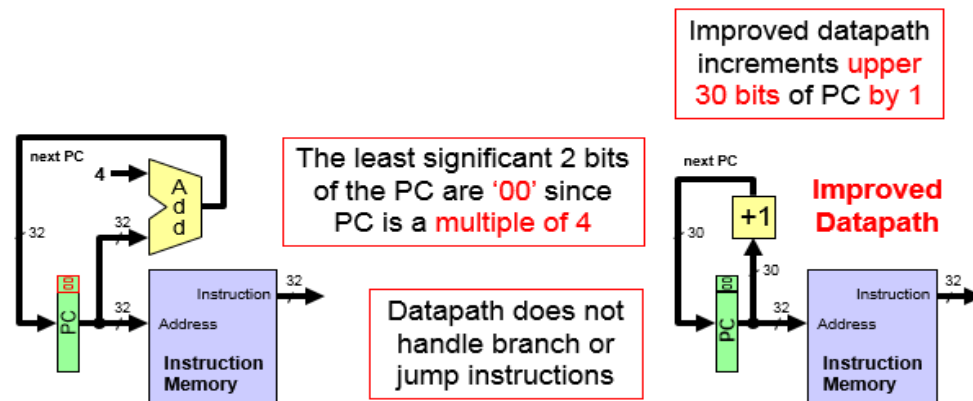 Improved datapath
increments upper
30 bits of PC by 1
next PC
4
A
d
d
32
32
00
PC
32
Instruction
32
Address
Instruction
Memory
The least significant 2 bits
of the PC are ‘00’ since
PC is a multiple of 4
Datapath does not
handle branch or
jump instructions
next PC
+1
30
30
00
PC
32
Instruction
32
Address
Instruction
Memory
Improved
Datapath